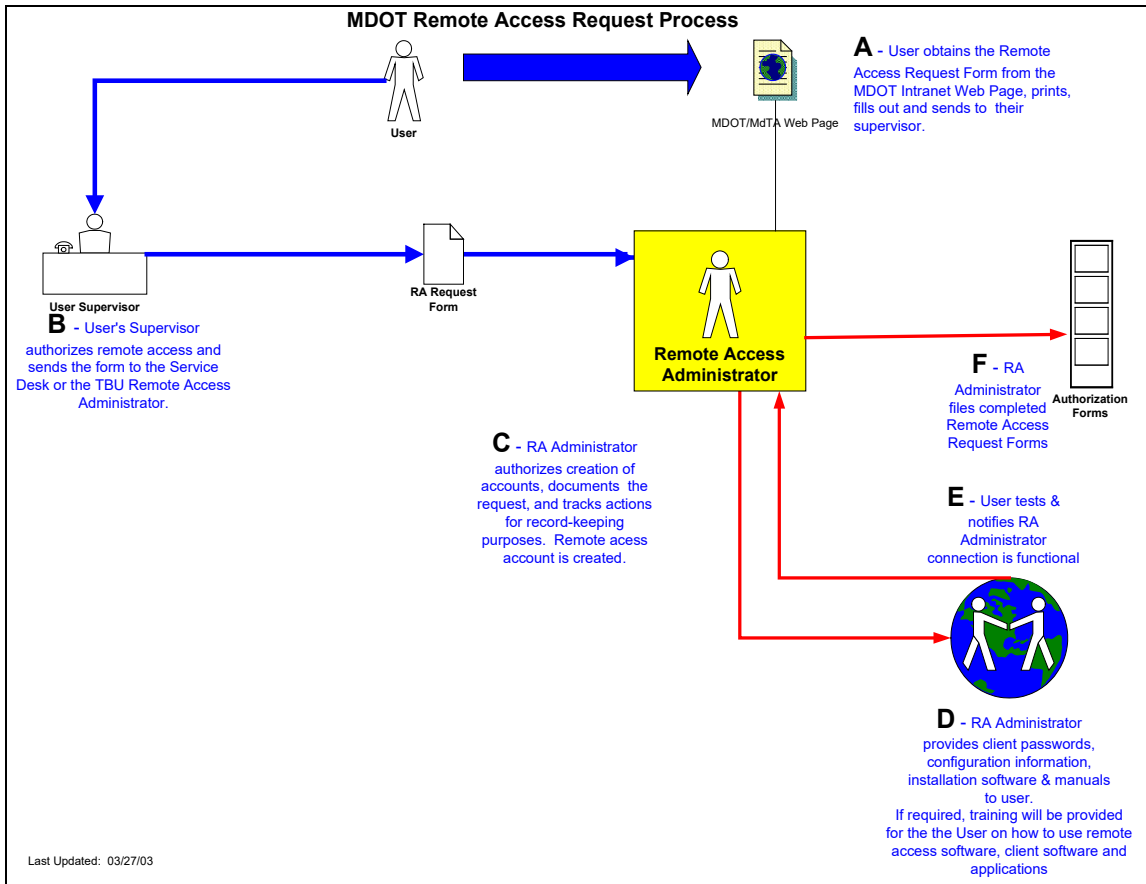 MDOT Remote Access Request Process
User
MDOT/MdTA Web Page
A - User obtains the Remote
Access Request Form from the
MDOT Intranet Web Page, prints,
fills out and sends to their
supervisor.
User Supervisor
B - User's Supervisor
authorizes remote access and
sends the form to the Service
Desk or the TBU Remote Access
Administrator.
RA Request
Form
Remote Access
Administrator
C - RA Administrator
authorizes creation of
accounts, documents the
request, and tracks actions
for record-keeping
purposes. Remote acess
account is created.
F - RA
Administrator
files completed
Remote Access
Request Forms
Authorization
Forms
E - User tests &
notifies RA
Administrator
connection is functional
D - RA Administrator
provides client passwords,
configuration information,
installation software & manuals
to user.
If required, training will be provided
for the the User on how to use remote
access software, client software and
applications
Last Updated: 03/27/03